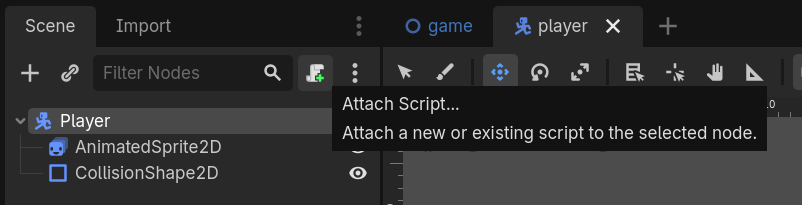 Scene
Import
game
player
Filter Nodes
Attach Script...
Attach a new or existing script to the selected node.
Player
AnimatedSprite2D
CollisionShape2D